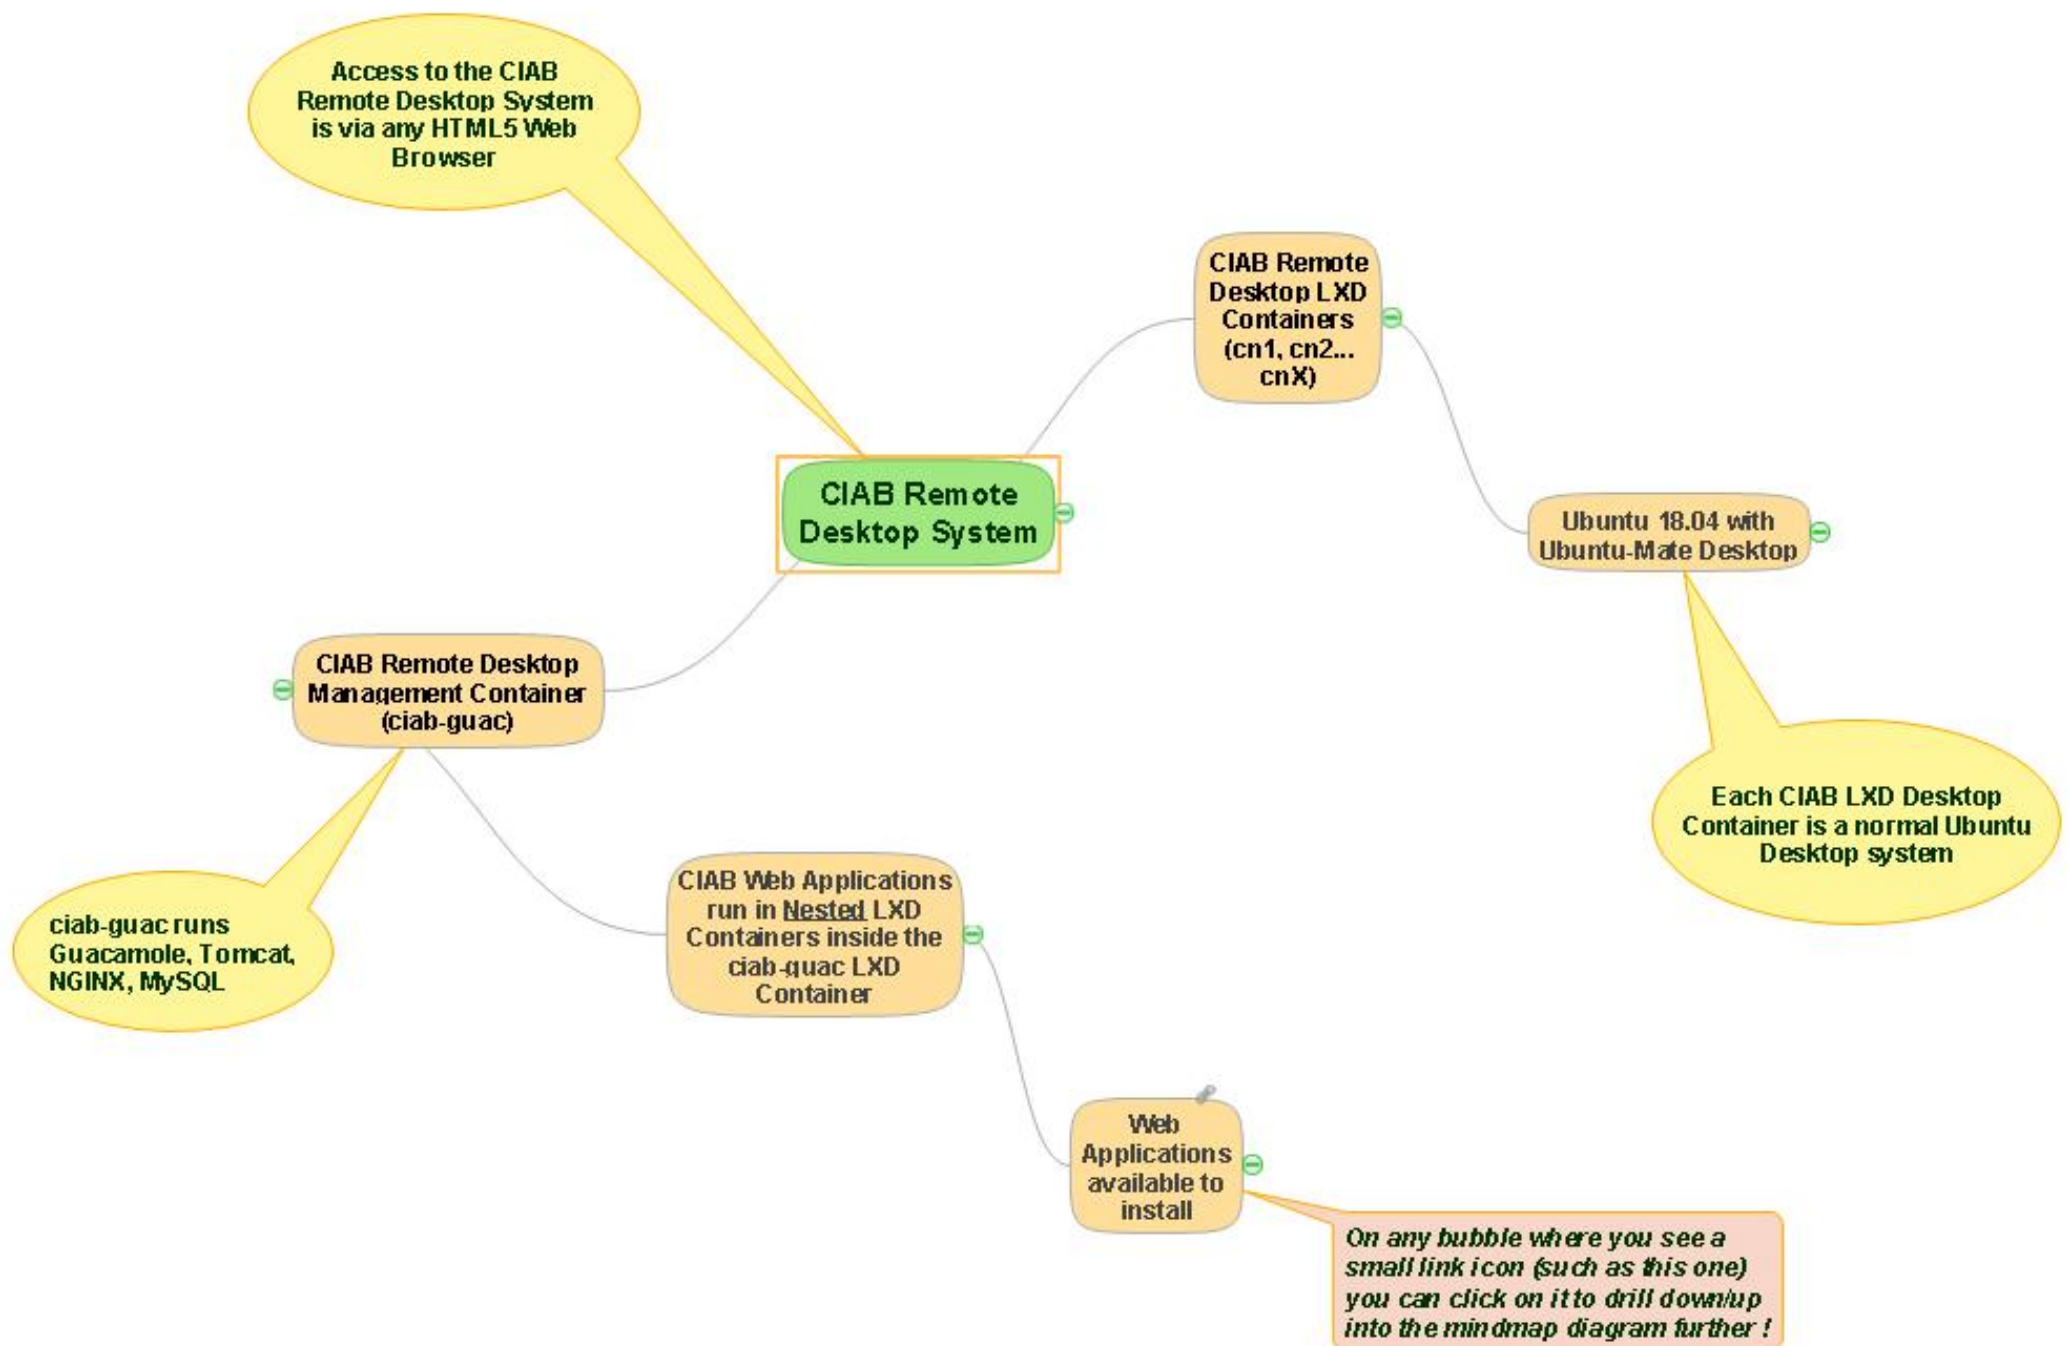 Access to the CIAB
Remote Desktop System
is via any HTML5 Web
Browser
CIAB Remote
Desktop LXD
Containers
(cn1, cn2...
cnX)
CIAB Remote
Desktop System
Ubuntu 18.04 with
Ubuntu-Mate Desktop
CIAB Remote Desktop
Management Container
(ciab-guac)
Each CIAB LXD Desktop
Container is a normal Ubuntu
Desktop system
ciab-guac runs
Guacamole, Tomcat,
NGINX, MySQL
CIAB Web Applications
run in Nested LXD
Containers inside the
ciab-guac LXD
Container
Web
Applications
available to
install
On any bubble where you see a
small link icon (such as this one)
you can click on it to drill down/up
into the mindmap diagram further !